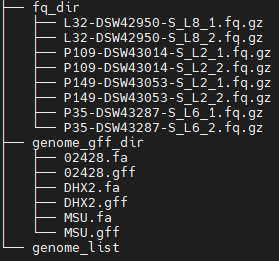 fq_dir
L32-DSW42950-S_L8_1.fq.gz
L32-DSW42950-S_L8_2.fq.gz
P109-DSW43014-S_L2_1.fq.gz
P109-DSW43014-S_L2_2.fq.gz
P149-DSW43053-S_L2_1.fq.gz
P149-DSW43053-S_L2_2.fq.gz
P35-DSW43287-S_L6_1.fq.gz
P35-DSW43287-S_L6_2.fq.gz
genome_gff_dir
02428.fa
02428.gff
DHX2.fa
DHX2.gff
MSU.fa
MSU.gff
genome_list